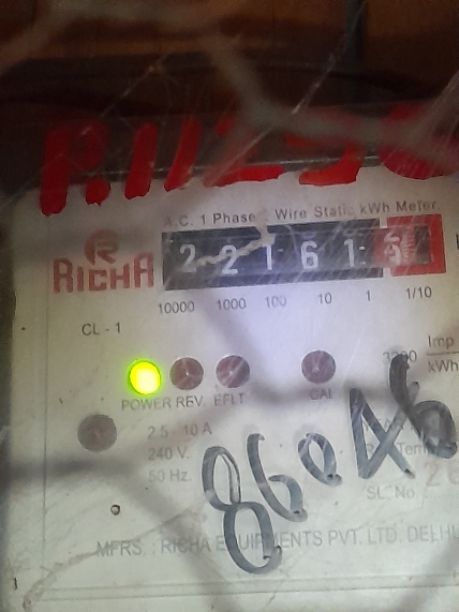 P.1125
A.C. 1 Phase 2 Wire Static kWh Meter
R
RICHA
2 2 1 6 1
10000 1000 100 10 1 1/10
CL - 1
Imp
3200 kWh
POWER REV. EFLT CAL
2.5 - 10 A
240 V.
50 Hz.
SL. No.
MFRS. : RICHA EQUIPMENTS PVT. LTD. DELHI